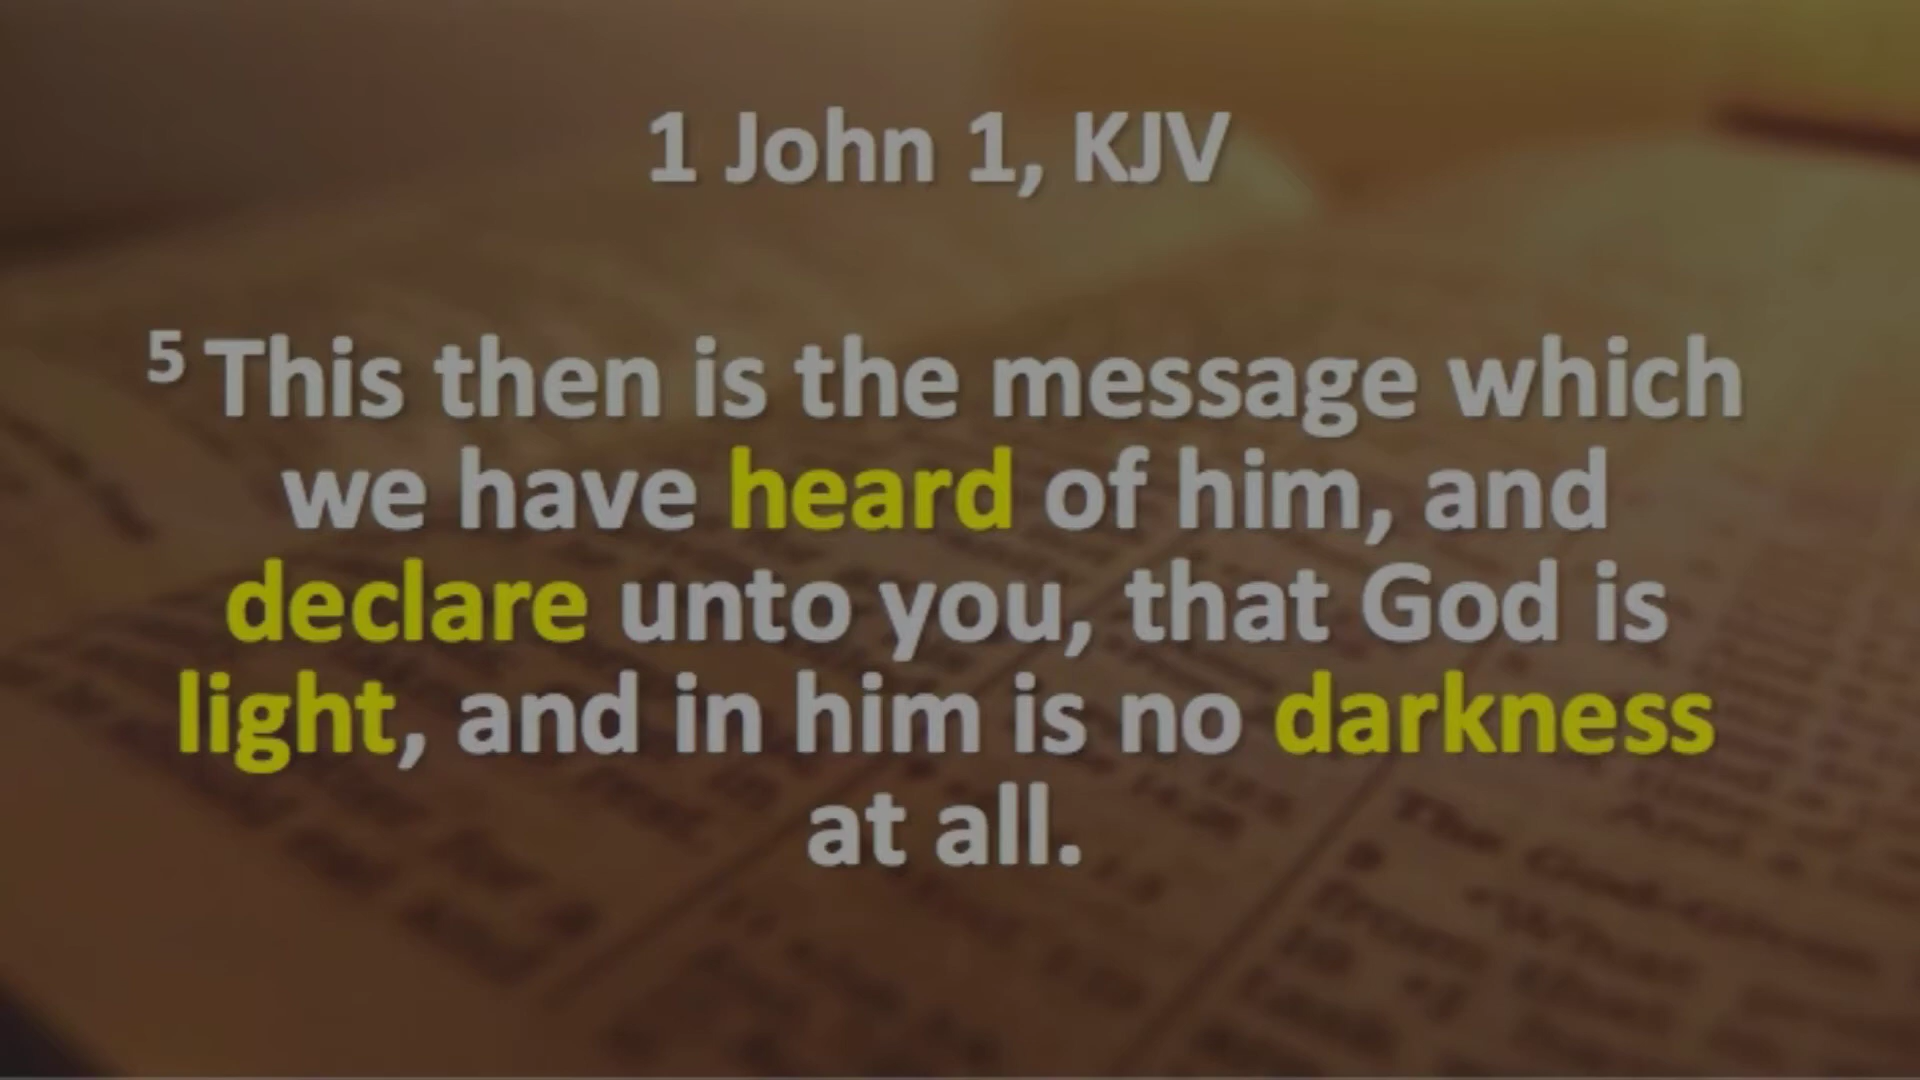 1 John 1, KJV
5 This then is the message which
we have heard of him, and
declare unto you, that God is
light, and in him is no darkness
at all.